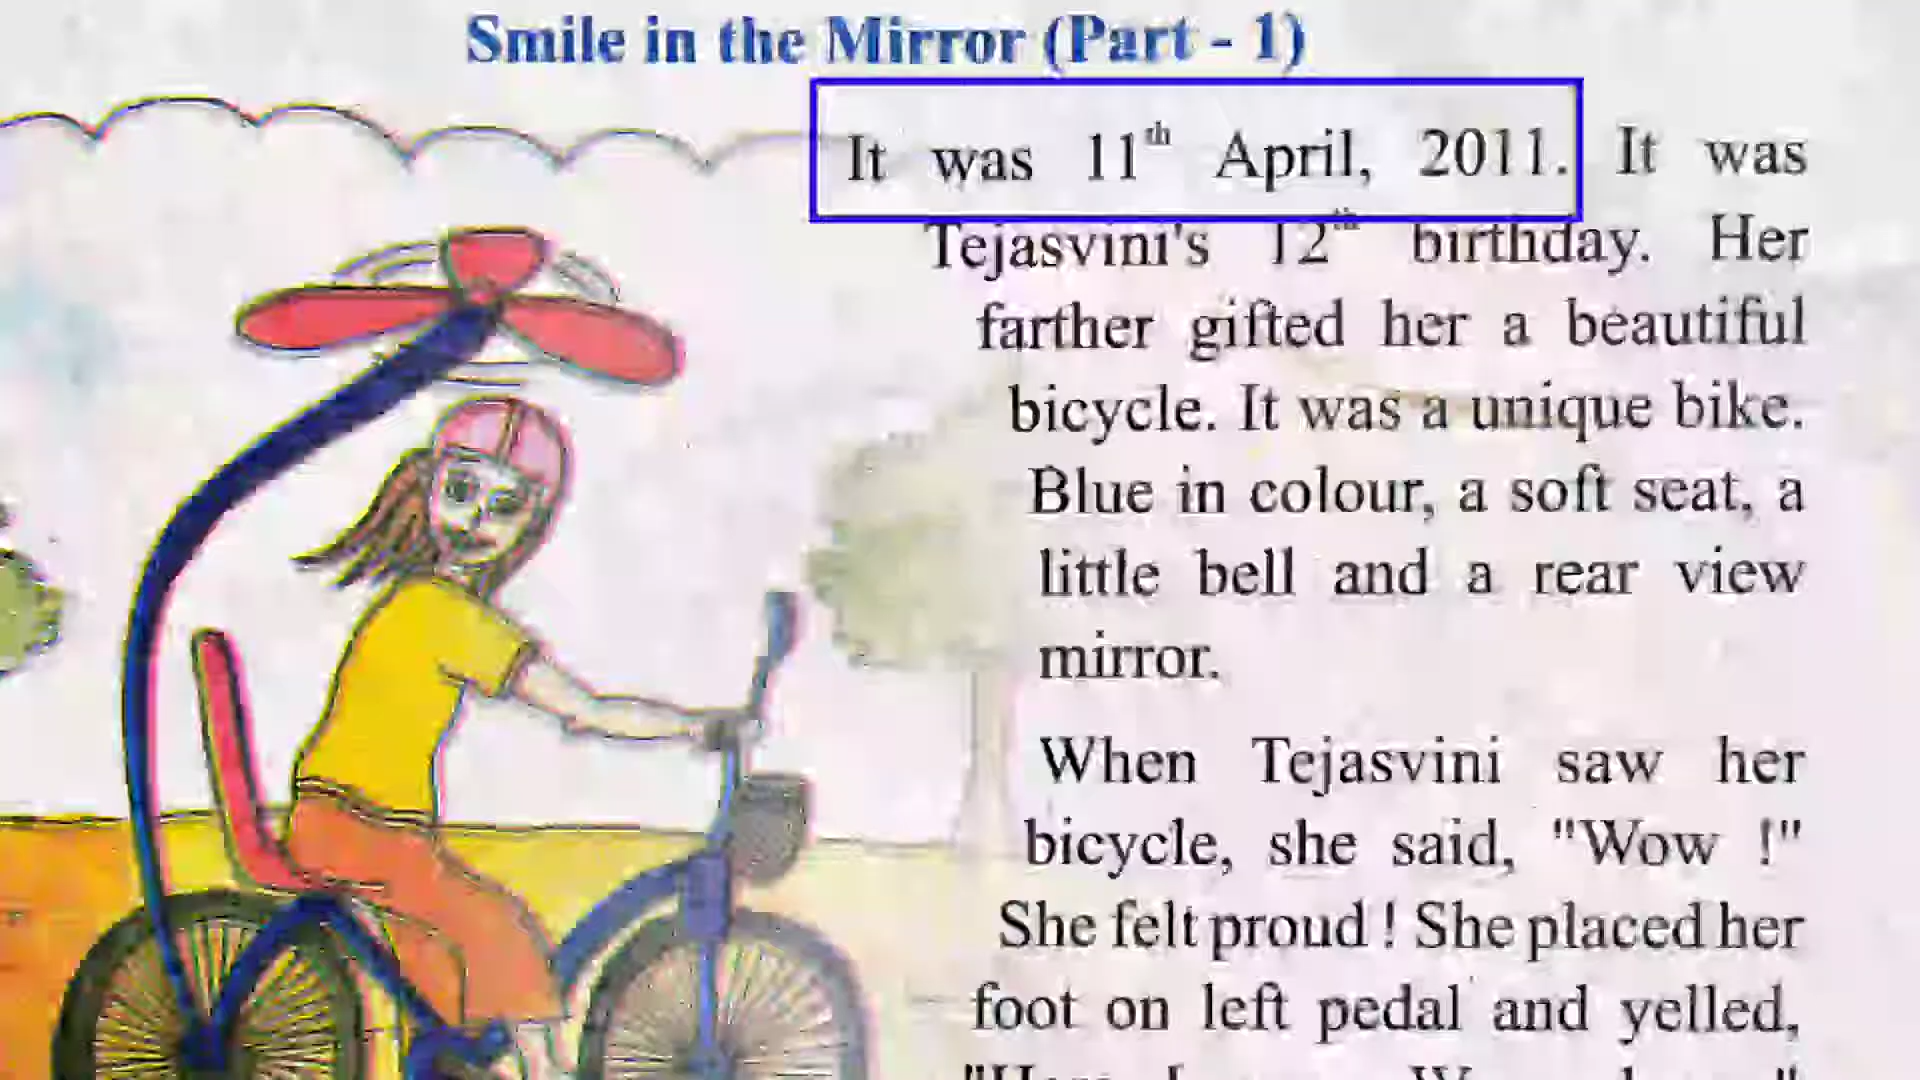 Smile in the Mirror (Part - 1)
It was 11th April, 2011. It was
Tejasvini's 12th birthday. Her
farther gifted her a beautiful
bicycle. It was a unique bike.
Blue in colour, a soft seat, a
little bell and a rear view
mirror.
When Tejasvini saw her
bicycle, she said, "Wow !"
She felt proud ! She placed her
foot on left pedal and yelled,